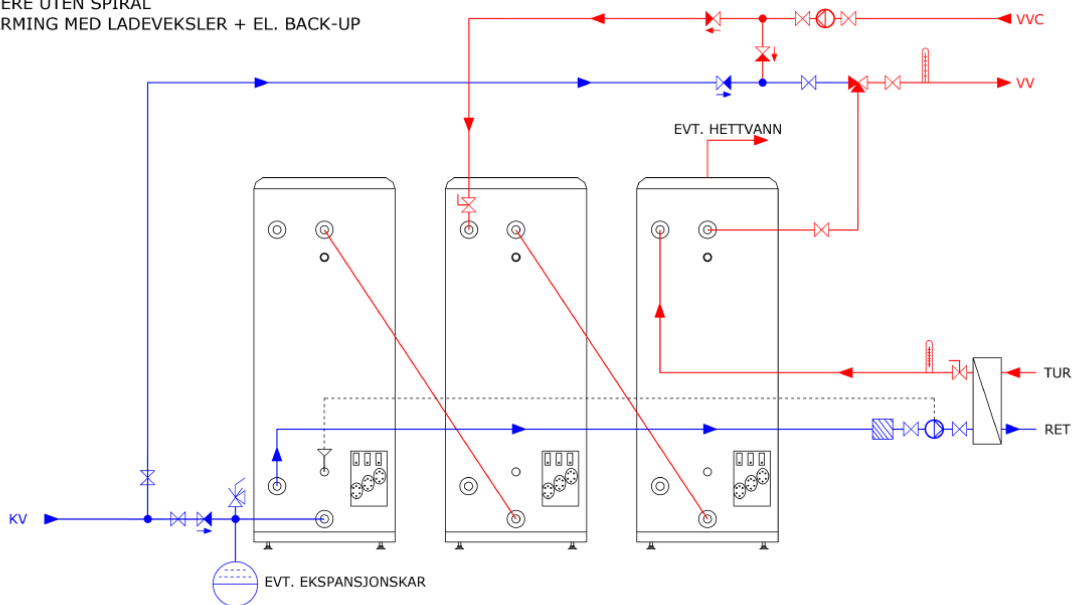 ERE UTEN SPIRAL
RMING MED LADEVEKSLER + EL. BACK-UP
VVC
VV
EVT. HETTVANN
TUR
RET
KV
EVT. EKSPANSJONSKAR